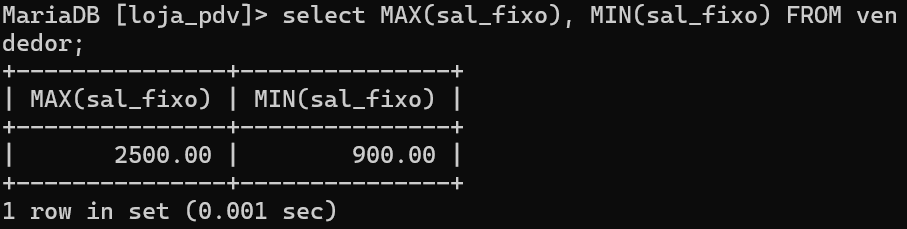 MariaDB [loja_pdv]> select MAX(sal_fixo), MIN(sal_fixo) FROM ven
dedor;
+---------------+---------------+
| MAX(sal_fixo) | MIN(sal_fixo) |
+---------------+---------------+
|       2500.00 |        900.00 |
+---------------+---------------+
1 row in set (0.001 sec)